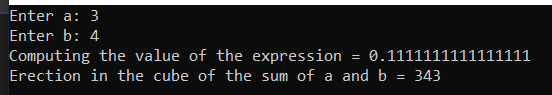 Enter a: 3
Enter b: 4
Computing the value of the expression = 0.1111111111111111
Erection in the cube of the sum of a and b = 343